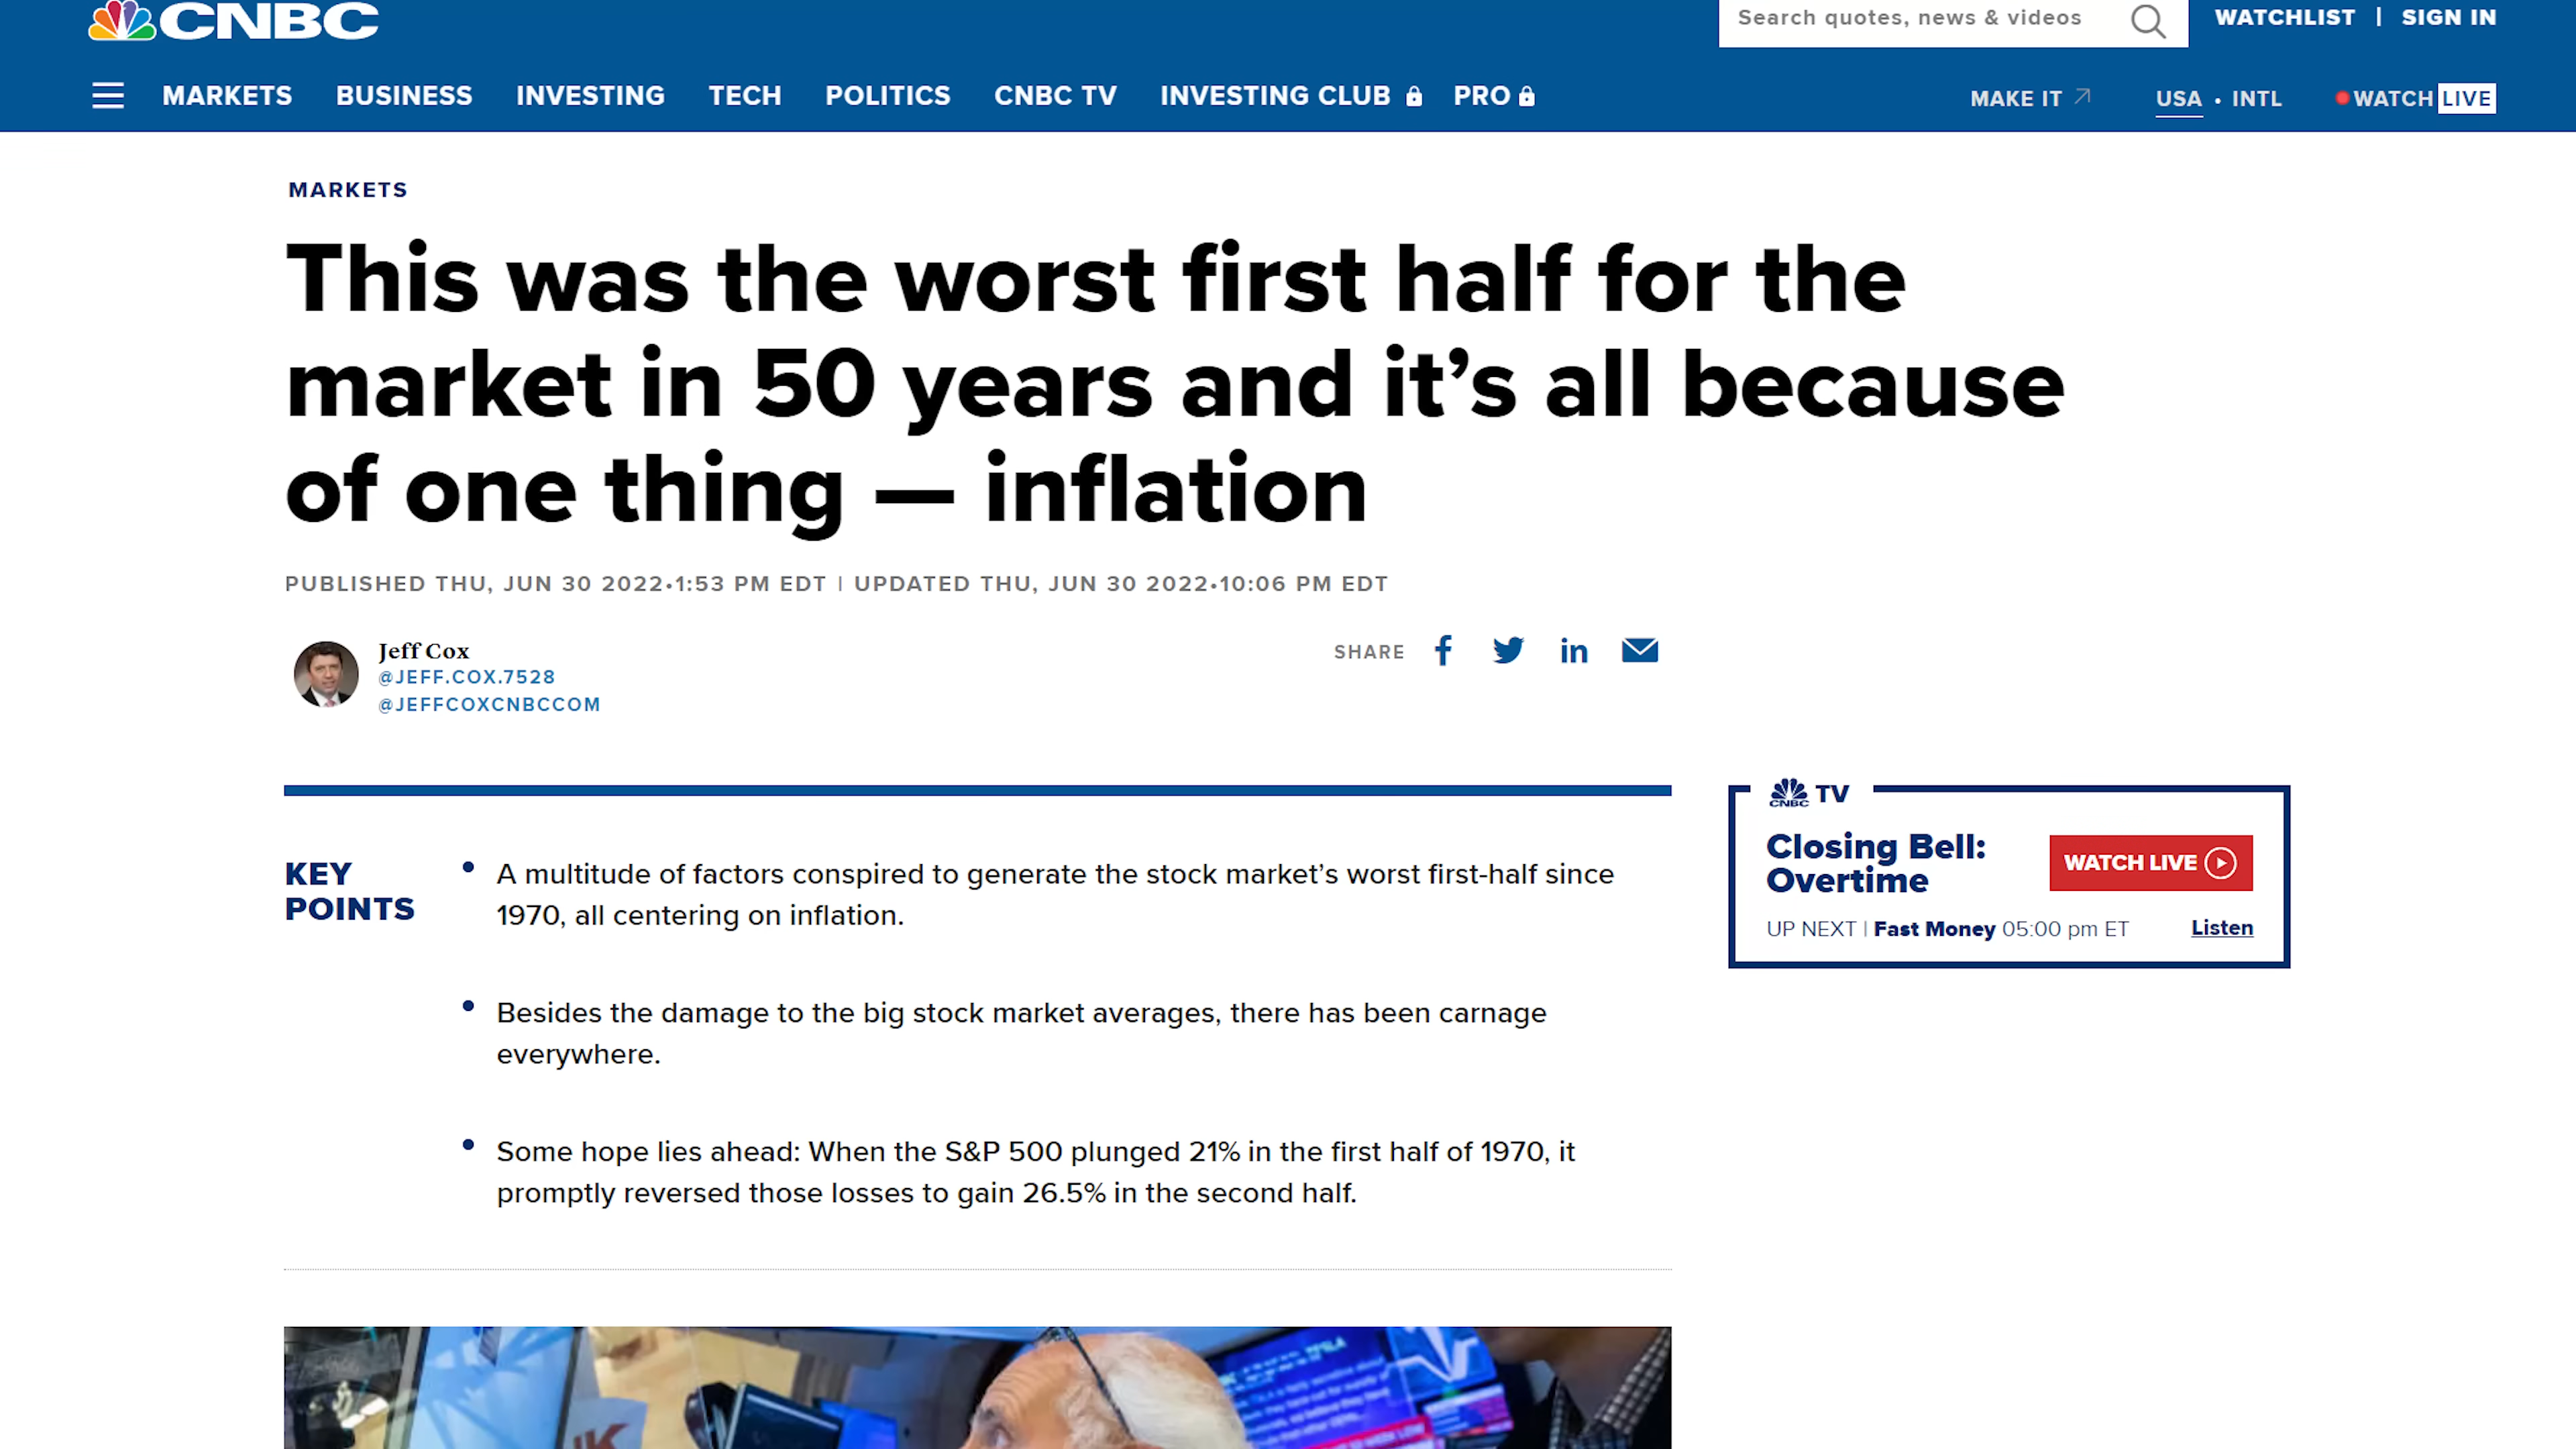 CNBC
Search quotes, news & videos
WATCHLIST | SIGN IN
MARKETS BUSINESS INVESTING TECH POLITICS CNBC TV INVESTING CLUB PRO
MAKE IT USA • INTL WATCH LIVE
MARKETS
This was the worst first half for the
market in 50 years and it’s all because
of one thing — inflation
PUBLISHED THU, JUN 30 2022•1:53 PM EDT | UPDATED THU, JUN 30 2022•10:06 PM EDT
Jeff Cox
@JEFF.COX.7528
@JEFFCOXCNBCCOM
SHARE
KEY
POINTS
• A multitude of factors conspired to generate the stock market’s worst first-half since
1970, all centering on inflation.
• Besides the damage to the big stock market averages, there has been carnage
everywhere.
• Some hope lies ahead: When the S&P 500 plunged 21% in the first half of 1970, it
promptly reversed those losses to gain 26.5% in the second half.
CNBC TV
Closing Bell:
Overtime
WATCH LIVE
UP NEXT | Fast Money 05:00 pm ET
Listen